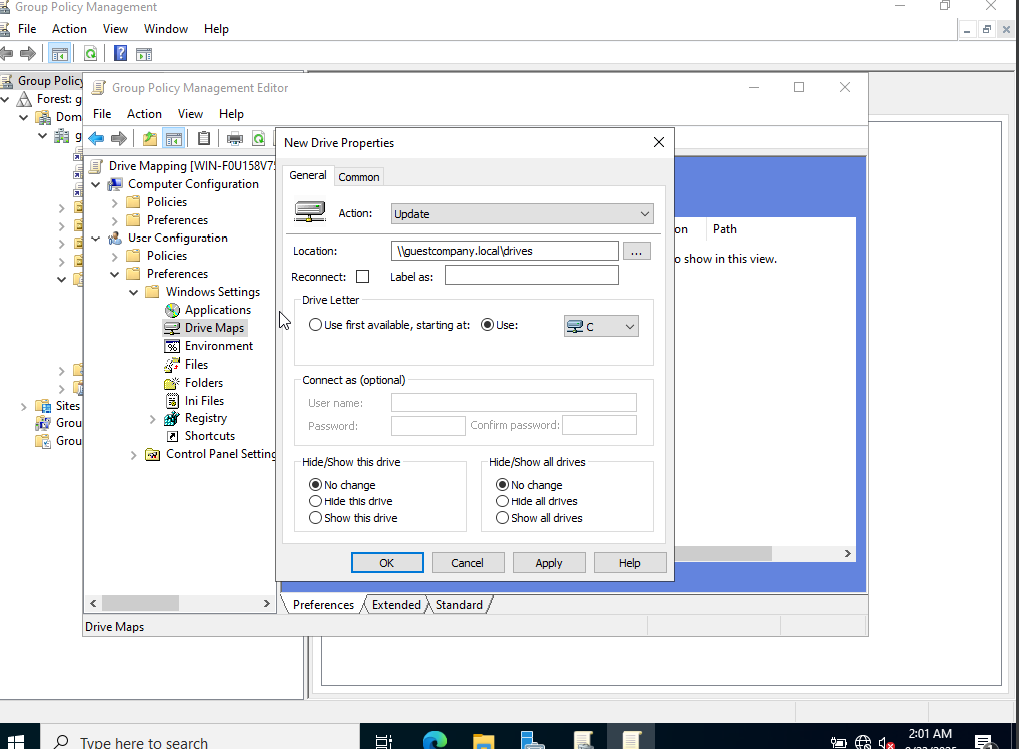 Group Policy Management
File Action View Window Help
Group Policy
Forest: g
Dom
g
Sites
Grou
Grou
Group Policy Management Editor
File Action View Help
Drive Mapping [WIN-F0U158V75
Computer Configuration
Policies
Preferences
User Configuration
Policies
Preferences
Windows Settings
Applications
Drive Maps
Environment
Files
Folders
Ini Files
Registry
Shortcuts
Control Panel Setting
on Path
o show in this view.
Preferences Extended Standard
Drive Maps
New Drive Properties
General Common
Action: Update
Location: \\guestcompany.local\drives ...
Reconnect: Label as:
Drive Letter
Use first available, starting at: Use: C
Connect as (optional)
User name:
Password: Confirm password:
Hide/Show this drive Hide/Show all drives
No change No change
Hide this drive Hide all drives
Show this drive Show all drives
OK Cancel Apply Help
Type here to search
2:01 AM